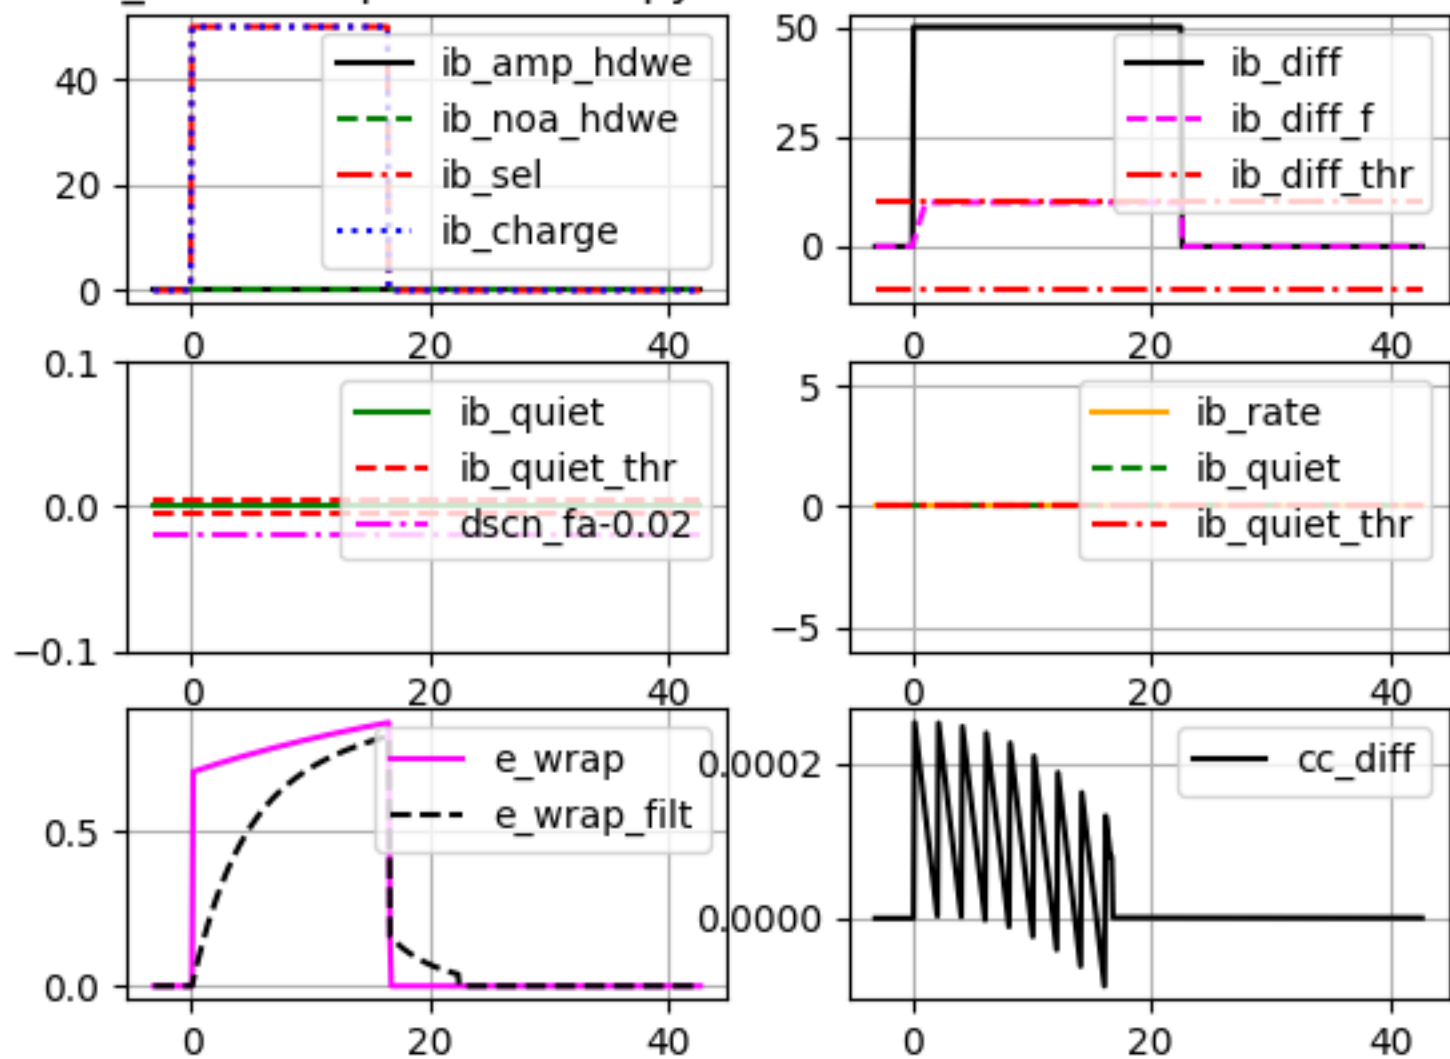 40
20
0
0 20 40
ib_amp_hdwe
ib_noa_hdwe
ib_sel
ib_charge
50
25
0
0 20 40
ib_diff
ib_diff_f
ib_diff_thr
0.1
0.0
−0.1
0 20 40
ib_quiet
ib_quiet_thr
dscn_fa-0.02
5
0
−5
0 20 40
ib_rate
ib_quiet
ib_quiet_thr
0.5
0.0
0 20 40
e_wrap
e_wrap_filt
0.0002
0.0000
0 20 40
cc_diff